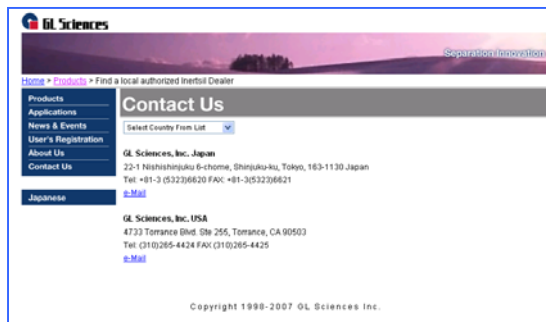 GL Sciences
Separation Innovation
Home > Products > Find a local authorized Inertsil Dealer
Products
Applications
News & Events
User's Registration
About Us
Contact Us
Japanese
Contact Us
Select Country From List
GL Sciences, Inc. Japan
22-1 Nishishinjuku 6-chome, Shinjuku-ku, Tokyo, 163-1130 Japan
Tel: +81-3 (5323)6620 FAX: +81-3(5323)6621
e-Mail
GL Sciences, Inc. USA
4733 Torrance Blvd. Ste 255, Torrance, CA 90503
Tel: (310)265-4424 FAX (310)265-4425
e-Mail
Copyright 1998-2007 GL Sciences Inc.